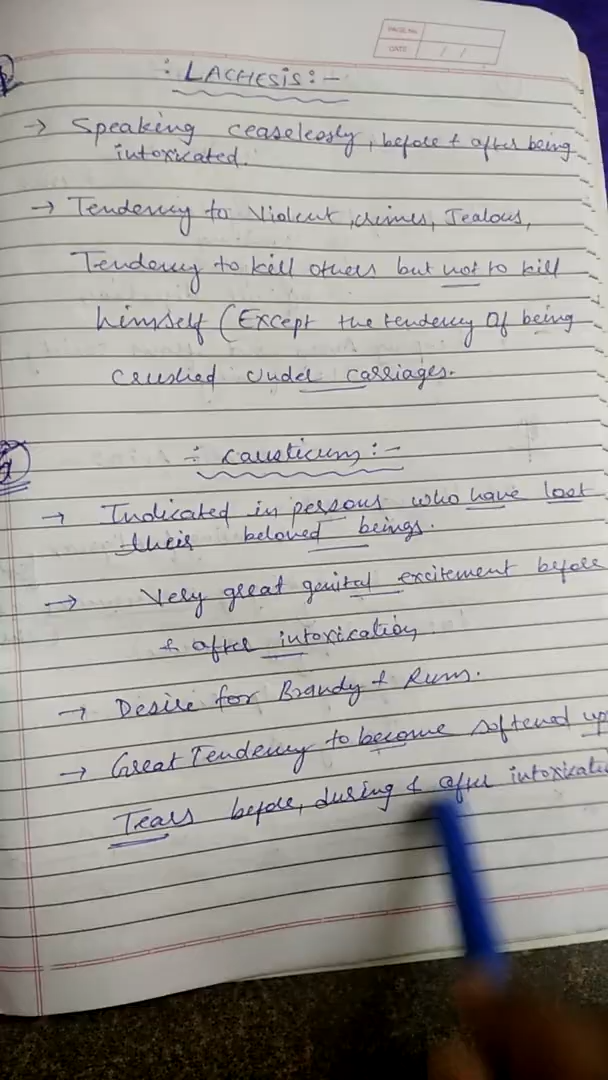 PAGE No.
DATE / /
:- LACHESIS:-
→ Speaking ceaselessly, before & after being
intoxicated.
→ Tendency to Violent, crimes, Jealous,
Tendency to kill others but not to kill
himself (Except the tendency of being
crushed under carriages.
:- Causticum:-
→ Indicated in persons who have lost
their beloved beings.
→ Very great genital excitement before
& after intoxication.
→ Desire for Brandy & Rum.
→ Great Tendency to become softened up
Tears before, during & after intoxicati